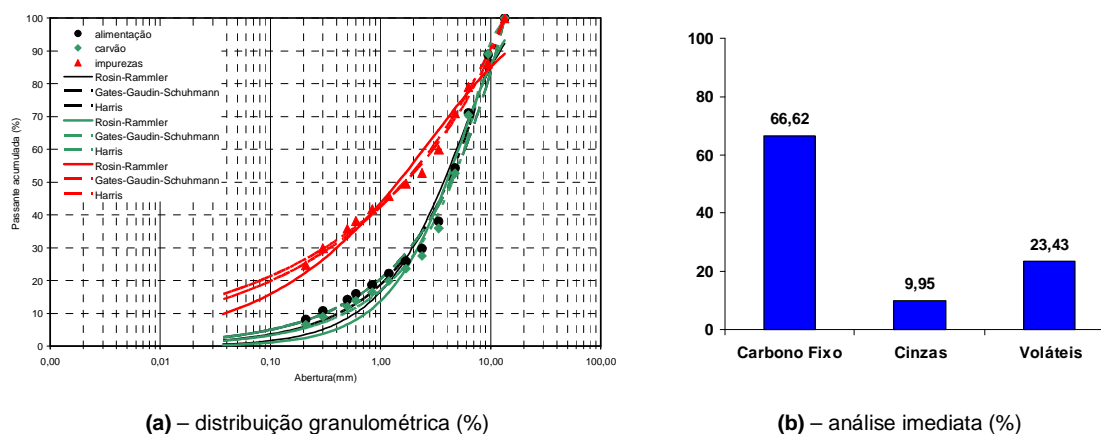 100
90
80
70
60
50
40
30
20
10
0
0,00
0,01
0,10
1,00
10,00
100,00
Passante acumulada (%)
Abertura(mm)
alimentação
carvão
impurezas
Rosin-Rammler
Gates-Gaudin-Schuhmann
Harris
Rosin-Rammler
Gates-Gaudin-Schuhmann
Harris
Rosin-Rammler
Gates-Gaudin-Schuhmann
Harris
(a) – distribuição granulométrica (%)
100
80
60
40
20
0
66,62
9,95
23,43
Carbono Fixo
Cinzas
Voláteis
(b) – análise imediata (%)